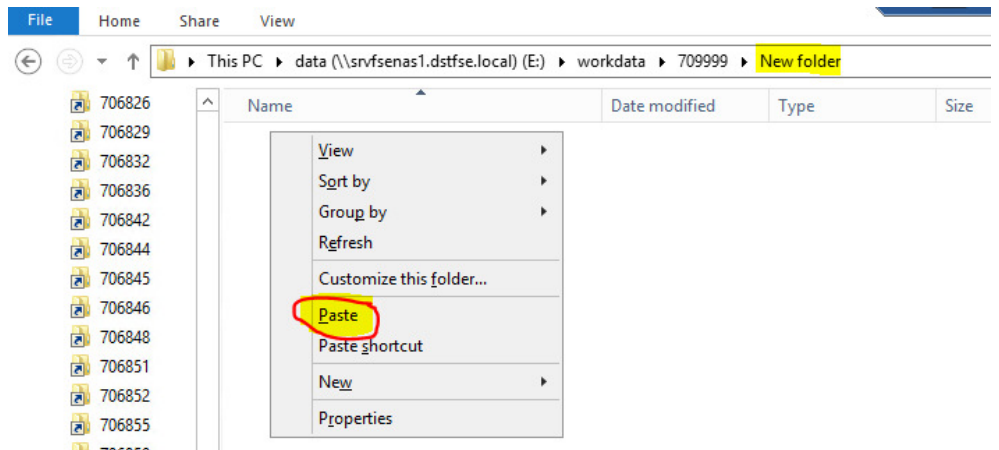 File Home Share View
This PC data (\\srvfsenas1.dstfse.local) (E:) workdata 709999 New folder
Name Date modified Type Size
706826
706829
706832
706836
706842
706844
706845
706846
706848
706851
706852
706855
View
Sort by
Group by
Refresh
Customize this folder...
Paste
Paste shortcut
New
Properties